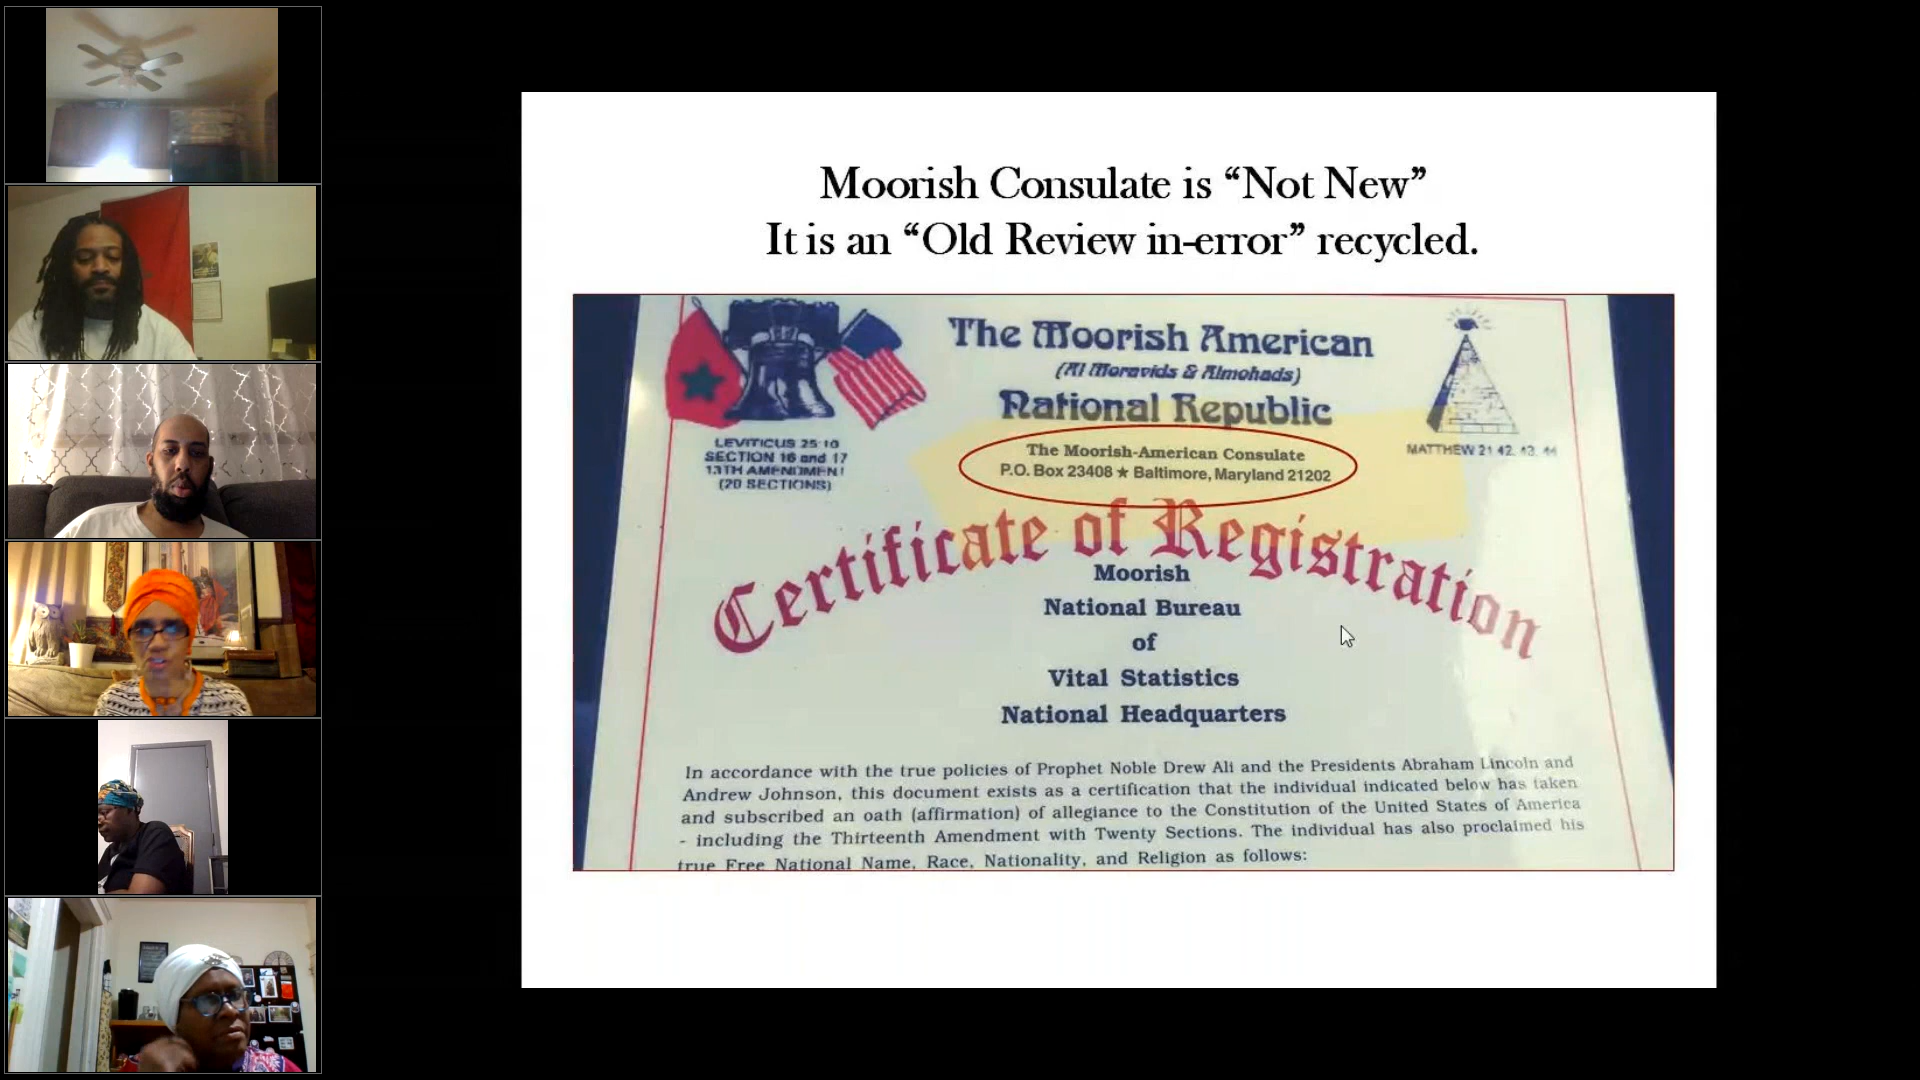 Moorish Consulate is “Not New”
It is an “Old Review in-error” recycled.
The Moorish American
(Al Moravids & Almohads)
National Republic
LEVITICUS 25:10
SECTION 16 and 17
13TH AMENDMENT
(20 SECTIONS)
The Moorish-American Consulate
P.O. Box 23408 ★ Baltimore, Maryland 21202
MATTHEW 21 42, 43, 44
Certificate of Registration
Moorish
National Bureau
of
Vital Statistics
National Headquarters
In accordance with the true policies of Prophet Noble Drew Ali and the Presidents Abraham Lincoln and
Andrew Johnson, this document exists as a certification that the individual indicated below has taken
and subscribed an oath (affirmation) of allegiance to the Constitution of the United States of America
- including the Thirteenth Amendment with Twenty Sections. The individual has also proclaimed his
true Free National Name, Race, Nationality, and Religion as follows: